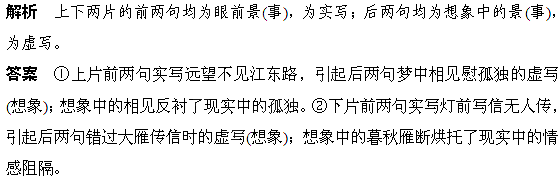 解析　上下两片的前两句均为眼前景(事)，为实写；后两句均为想象中的景(事)，
为虚写。
答案　①上片前两句实写远望不见江东路，引起后两句梦中相见慰孤独的虚写
(想象)；想象中的相见反衬了现实中的孤独。②下片前两句实写灯前写信无人传，
引起后两句错过大雁传信时的虚写(想象)；想象中的暮秋雁断烘托了现实中的情
感阻隔。